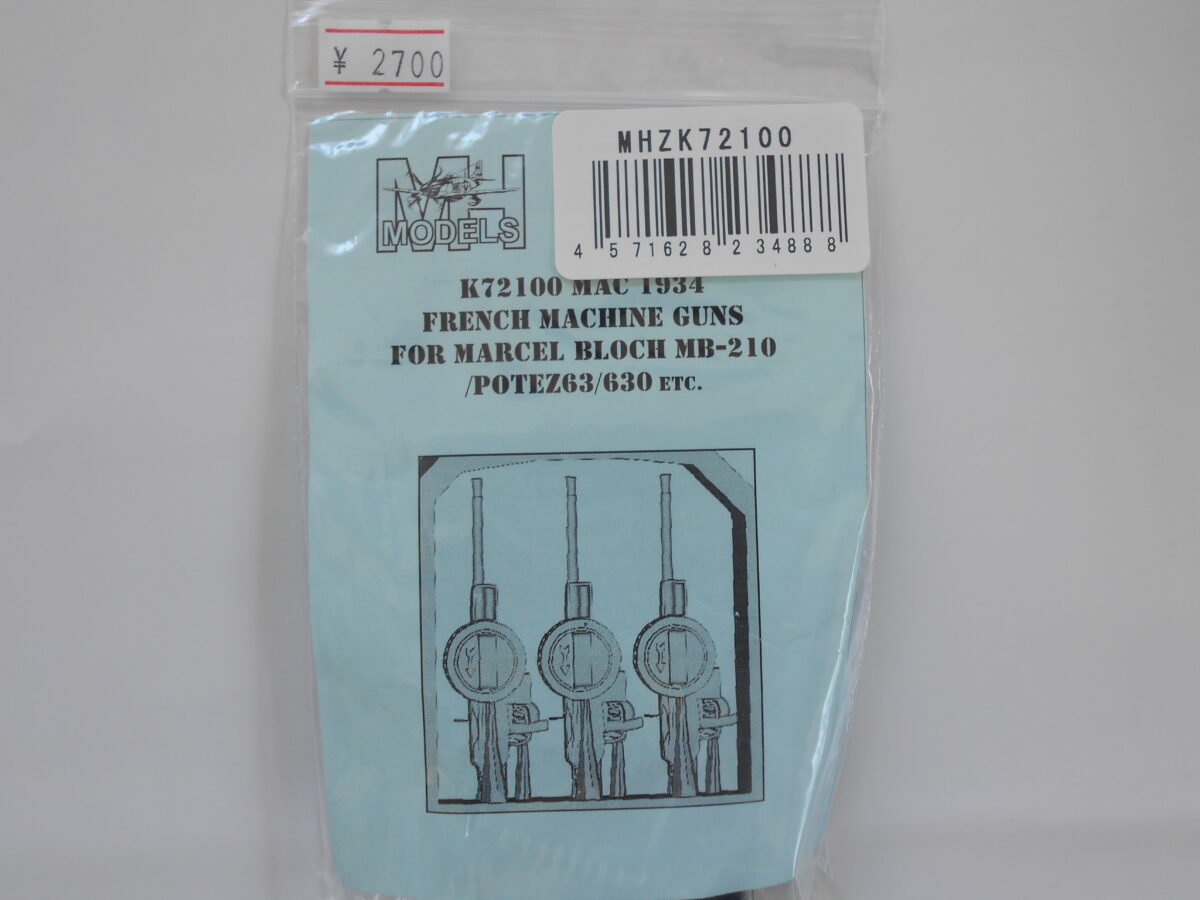 ¥ 2700
MHZK72100
4 571628 234888
MH
MODELS
K72100 MAC 1934
FRENCH MACHINE GUNS
FOR MARCEL BLOCH MB-210
/POTEZ63/630 ETC.